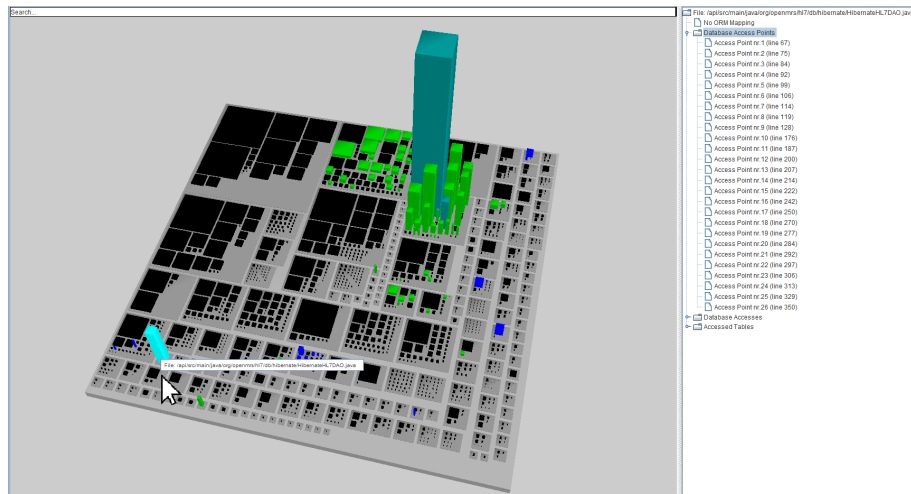 Search...
File: /api/src/main/java/org/openmrs/hl7/db/hibernate/HibernateHL7DAO.java
File: /api/src/main/java/org/openmrs/hl7/db/hibernate/HibernateHL7DAO.jav
No ORM Mapping
Database Access Points
Access Point nr.1 (line 67)
Access Point nr.2 (line 75)
Access Point nr.3 (line 84)
Access Point nr.4 (line 92)
Access Point nr.5 (line 99)
Access Point nr.6 (line 106)
Access Point nr.7 (line 114)
Access Point nr.8 (line 119)
Access Point nr.9 (line 128)
Access Point nr.10 (line 176)
Access Point nr.11 (line 187)
Access Point nr.12 (line 200)
Access Point nr.13 (line 207)
Access Point nr.14 (line 214)
Access Point nr.15 (line 222)
Access Point nr.16 (line 242)
Access Point nr.17 (line 250)
Access Point nr.18 (line 270)
Access Point nr.19 (line 277)
Access Point nr.20 (line 284)
Access Point nr.21 (line 292)
Access Point nr.22 (line 297)
Access Point nr.23 (line 306)
Access Point nr.24 (line 313)
Access Point nr.25 (line 329)
Access Point nr.26 (line 350)
Database Accesses
Accessed Tables